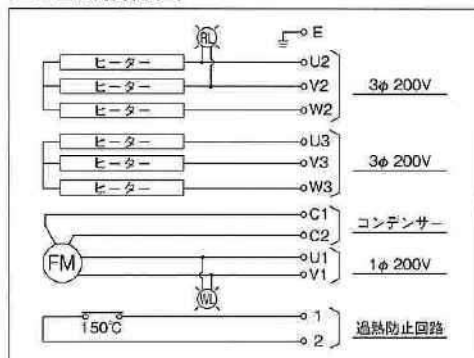 RL
E
ヒーター U2
ヒーター V2 3φ 200V
ヒーター W2
ヒーター U3
ヒーター V3 3φ 200V
ヒーター W3
C1
コンデンサー
C2
FM
U1
1φ 200V
V1
WL
150℃
1
過熱防止回路
2